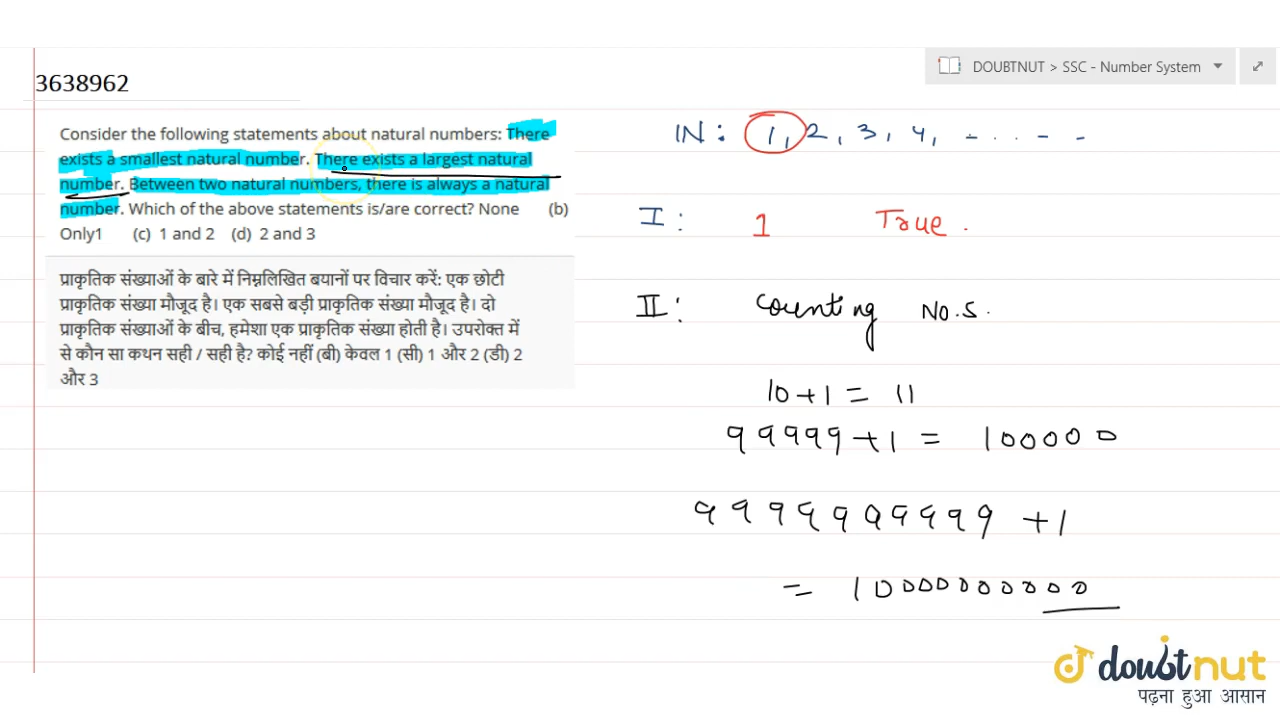 3638962
DOUBTNUT > SSC - Number System
Consider the following statements about natural numbers: There
exists a smallest natural number. There exists a largest natural
number. Between two natural numbers, there is always a natural
number. Which of the above statements is/are correct? None (b)
Only1 (c) 1 and 2 (d) 2 and 3
प्राकृतिक संख्याओं के बारे में निम्नलिखित बयानों पर विचार करें: एक छोटी
प्राकृतिक संख्या मौजूद है। एक सबसे बड़ी प्राकृतिक संख्या मौजूद है। दो
प्राकृतिक संख्याओं के बीच, हमेशा एक प्राकृतिक संख्या होती है। उपरोक्त में
से कौन सा कथन सही / सही है? कोई नहीं (बी) केवल 1 (सी) 1 और 2 (डी) 2
और 3
IN : 1, 2, 3, 4, - . . . - -
I : 1 True.
II : Counting No.s.
10 + 1 = 11
99999 + 1 = 100000
9999999999 + 1
= 10000000000
doubtnut
पढ़ना हुआ आसान